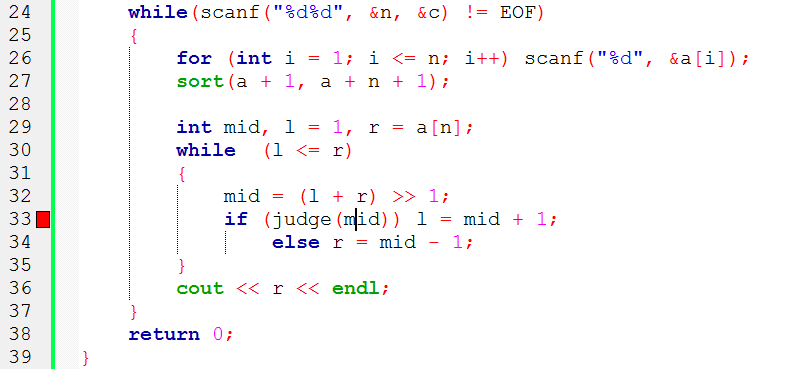 24 while(scanf("%d%d", &n, &c) != EOF)
25 {
26 for (int i = 1; i <= n; i++) scanf("%d", &a[i]);
27 sort(a + 1, a + n + 1);
28
29 int mid, l = 1, r = a[n];
30 while (l <= r)
31 {
32 mid = (l + r) >> 1;
33 if (judge(mid)) l = mid + 1;
34 else r = mid - 1;
35 }
36 cout << r << endl;
37 }
38 return 0;
39 }